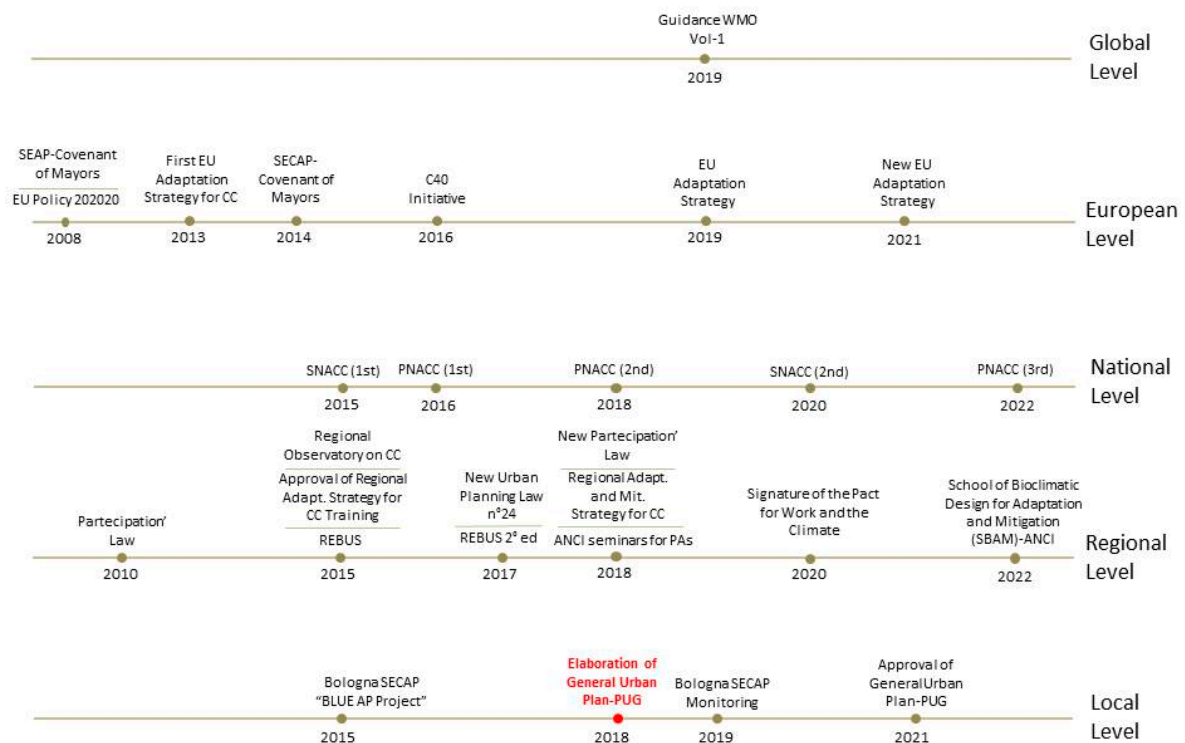 Guidance WMO
Vol-1
2019
Global
Level
SEAP-Covenant
of Mayors
EU Policy 202020
2008
First EU
Adaptation
Strategy for CC
2013
SECAP-
Covenant of
Mayors
2014
C40
Initiative
2016
EU
Adaptation
Strategy
2019
New EU
Adaptation
Strategy
2021
European
Level
SNACC (1st)
2015
PNACC (1st)
2016
PNACC (2nd)
2018
SNACC (2nd)
2020
PNACC (3rd)
2022
National
Level
Partecipation'
Law
2010
Regional
Observatory on CC
Approval of Regional
Adapt. Strategy for
CC Training
REBUS
2015
New Urban
Planning Law
n°24
REBUS 2° ed
2017
New Partecipation'
Law
Regional Adapt.
and Mit.
Strategy for CC
ANCI seminars for PAs
2018
Signature of the Pact
for Work and the
Climate
2020
School of Bioclimatic
Design for Adaptation
and Mitigation
(SBAM)-ANCI
2022
Regional
Level
Bologna SECAP
"BLUE AP Project"
2015
Elaboration of
General Urban
Plan-PUG
2018
Bologna SECAP
Monitoring
2019
Approval of
General Urban
Plan-PUG
2021
Local
Level